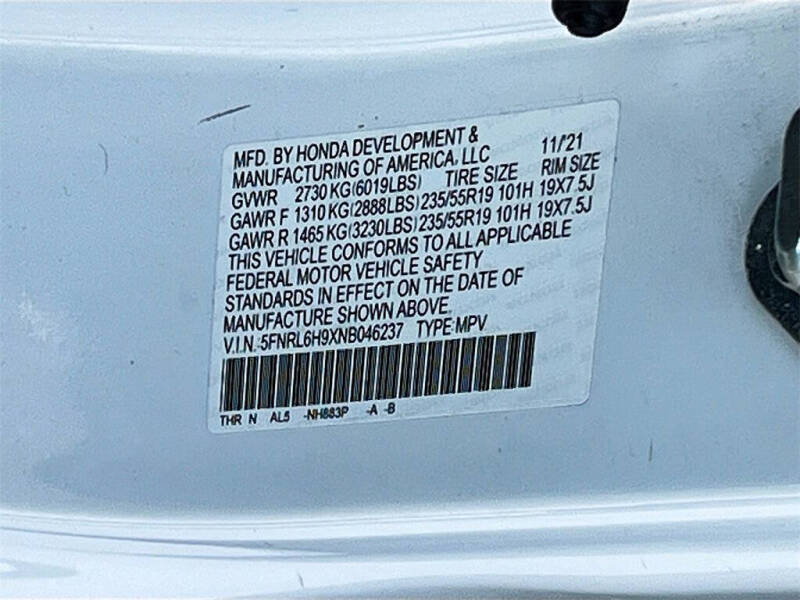 MFD. BY HONDA DEVELOPMENT & 11/'21
MANUFACTURING OF AMERICA, LLC
GVWR 2730 KG(6019LBS) TIRE SIZE RIM SIZE
GAWR F 1310 KG(2888LBS) 235/55R19 101H 19X7.5J
GAWR R 1465 KG(3230LBS) 235/55R19 101H 19X7.5J
THIS VEHICLE CONFORMS TO ALL APPLICABLE
FEDERAL MOTOR VEHICLE SAFETY
STANDARDS IN EFFECT ON THE DATE OF
MANUFACTURE SHOWN ABOVE.
V.I.N.:5FNRL6H9XNB046237 TYPE:MPV
THR N AL5 -NH883P -A -B